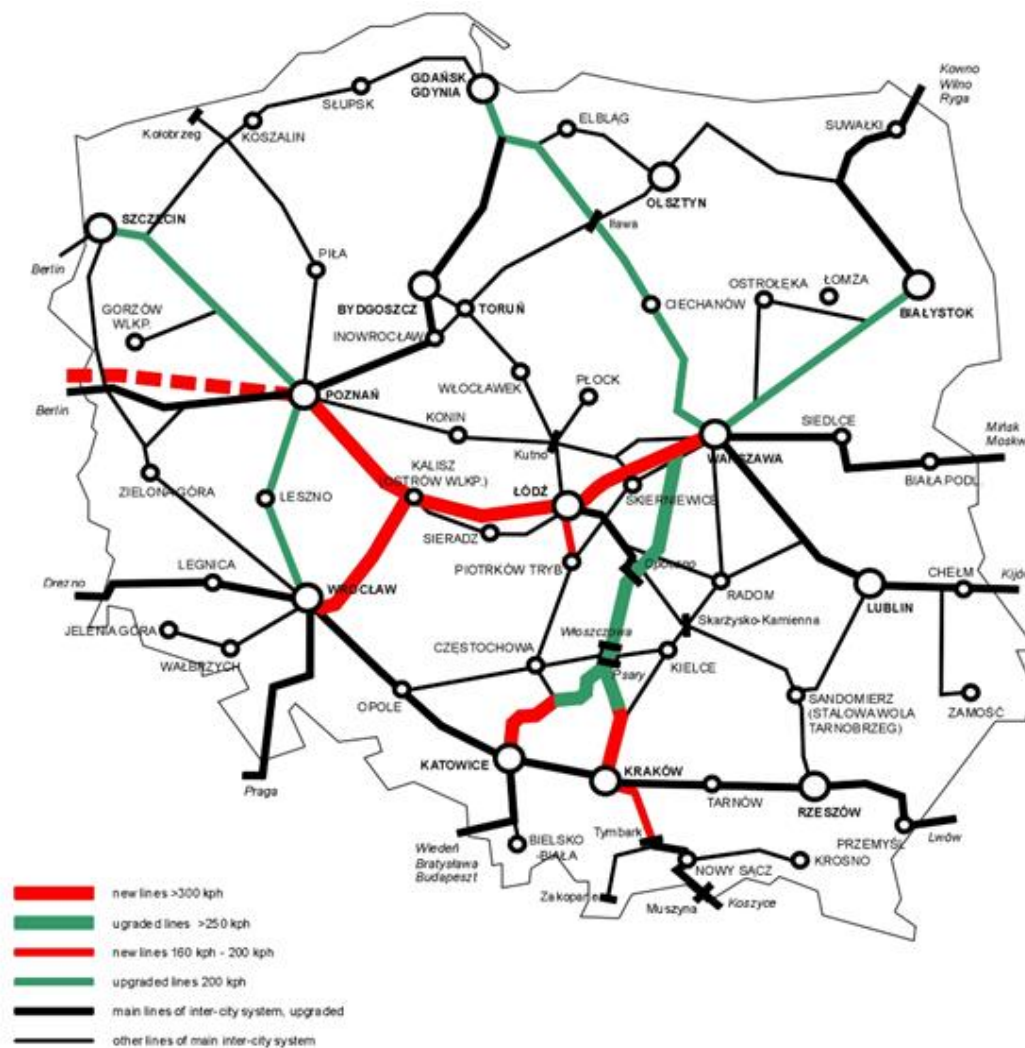 GDAŃSK
GDYNIA
SŁUPSK
KOSZALIN
Kołobrzeg
ELBLĄG
OLSZTYN
Kowno
Wilno
Ryga
SUWAŁKI
SZCZECIN
Berlin
PIŁA
Iława
GORZÓW
WLKP.
BYDGOSZCZ
TORUŃ
INOWROCŁAW
CIECHANÓW
OSTROŁĘKA
ŁOMZA
BIAŁYSTOK
Berlin
POZNAŃ
WŁOCŁAWEK
PŁOCK
KONIN
Kutno
WARSZAWA
SIEDLCE
Mińsk
Moskwa
BIAŁA PODL.
ZIELONA GÓRA
LESZNO
KALISZ
(OSTRÓW WLKP.)
ŁÓDŹ
SKIERNIEWICE
SIERADZ
PIOTRKÓW TRYB
Opoczno
RADOM
LUBLIN
CHEŁM
Kijów
Drezno
LEGNICA
WROCŁAW
JELENIA GÓRA
WAŁBRZYCH
Skarżysko-Kamienna
Włoszczowa
CZĘSTOCHOWA
Psary
KIELCE
OPOLE
SANDOMIERZ
(STALOWA WOLA
TARNOBRZEG)
ZAMOŚĆ
KATOWICE
KRAKÓW
TARNÓW
RZESZÓW
Praga
PRZEMYŚL
Lwów
Wiedeń
Bratysława
Budapeszt
BIELSKO
-BIAŁA
Tymbark
NOWY SĄCZ
KROSNO
Zakopane
Muszyna
Koszyce
new lines >300 kph
ugraded lines >250 kph
new lines 160 kph - 200 kph
upgraded lines 200 kph
main lines of inter-city system, upgraded
other lines of main inter-city system